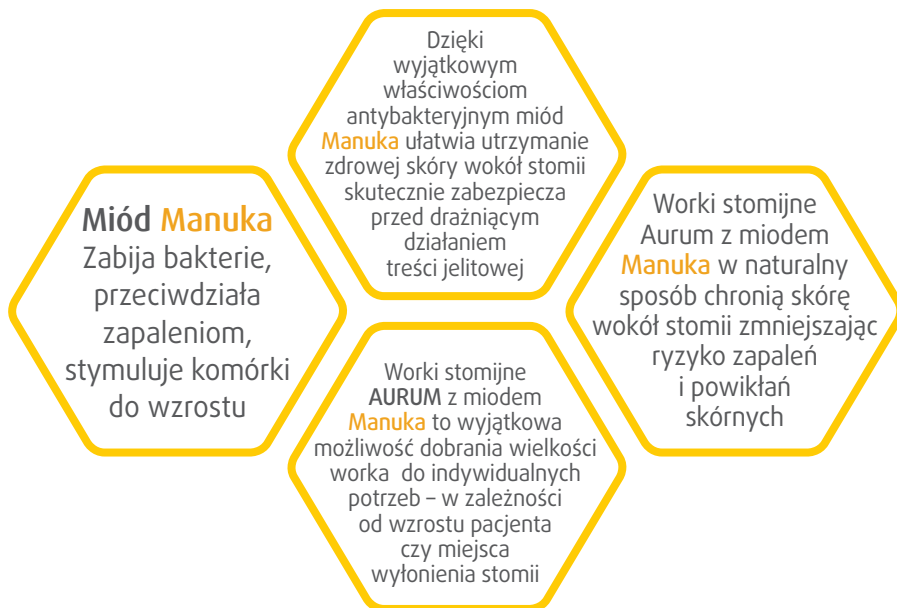 Miód Manuka
Zabija bakterie,
przeciwdziała
zapaleniom,
stymuluje komórki
do wzrostu
Dzięki
wyjątkowym
właściwościom
antybakteryjnym miód
Manuka ułatwia utrzymanie
zdrowej skóry wokół stomii
skutecznie zabezpiecza
przed drażniącym
działaniem
treści jelitowej
Worki stomijne
AURUM z miodem
Manuka to wyjątkowa
możliwość dobrania wielkości
worka do indywidualnych
potrzeb – w zależności
od wzrostu pacjenta
czy miejsca
wyłonienia stomii
Worki stomijne
Aurum z miodem
Manuka w naturalny
sposób chronią skórę
wokół stomii zmniejszając
ryzyko zapaleń
i powikłań
skórnych